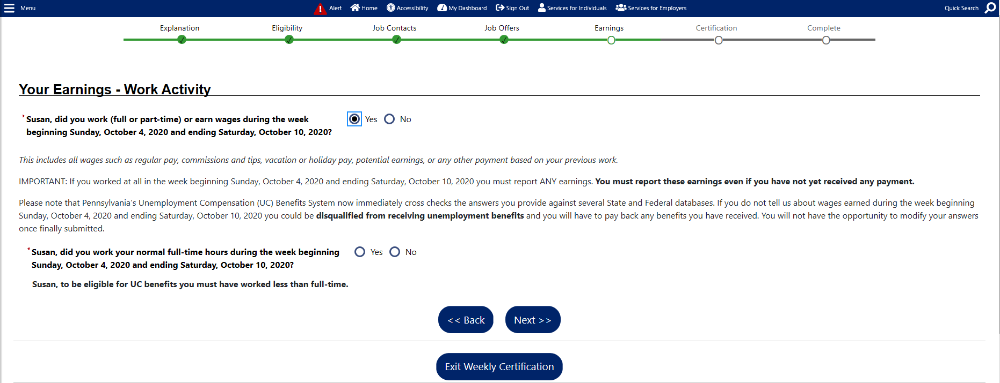 Menu Alert Home Accessibility My Dashboard Sign Out Services for Individuals Services for Employers Quick Search
Explanation Eligibility Job Contacts Job Offers Earnings Certification Complete
Your Earnings - Work Activity
* Susan, did you work (full or part-time) or earn wages during the week Yes No
beginning Sunday, October 4, 2020 and ending Saturday, October 10, 2020?
This includes all wages such as regular pay, commissions and tips, vacation or holiday pay, potential earnings, or any other payment based on your previous work.
IMPORTANT: If you worked at all in the week beginning Sunday, October 4, 2020 and ending Saturday, October 10, 2020 you must report ANY earnings. You must report these earnings even if you have not yet received any payment.
Please note that Pennsylvania's Unemployment Compensation (UC) Benefits System now immediately cross checks the answers you provide against several State and Federal databases. If you do not tell us about wages earned during the week beginning
Sunday, October 4, 2020 and ending Saturday, October 10, 2020 you could be disqualified from receiving unemployment benefits and you will have to pay back any benefits you have received. You will not have the opportunity to modify your answers
once finally submitted.
* Susan, did you work your normal full-time hours during the week beginning Yes No
Sunday, October 4, 2020 and ending Saturday, October 10, 2020?
Susan, to be eligible for UC benefits you must have worked less than full-time.
<< Back Next >>
Exit Weekly Certification